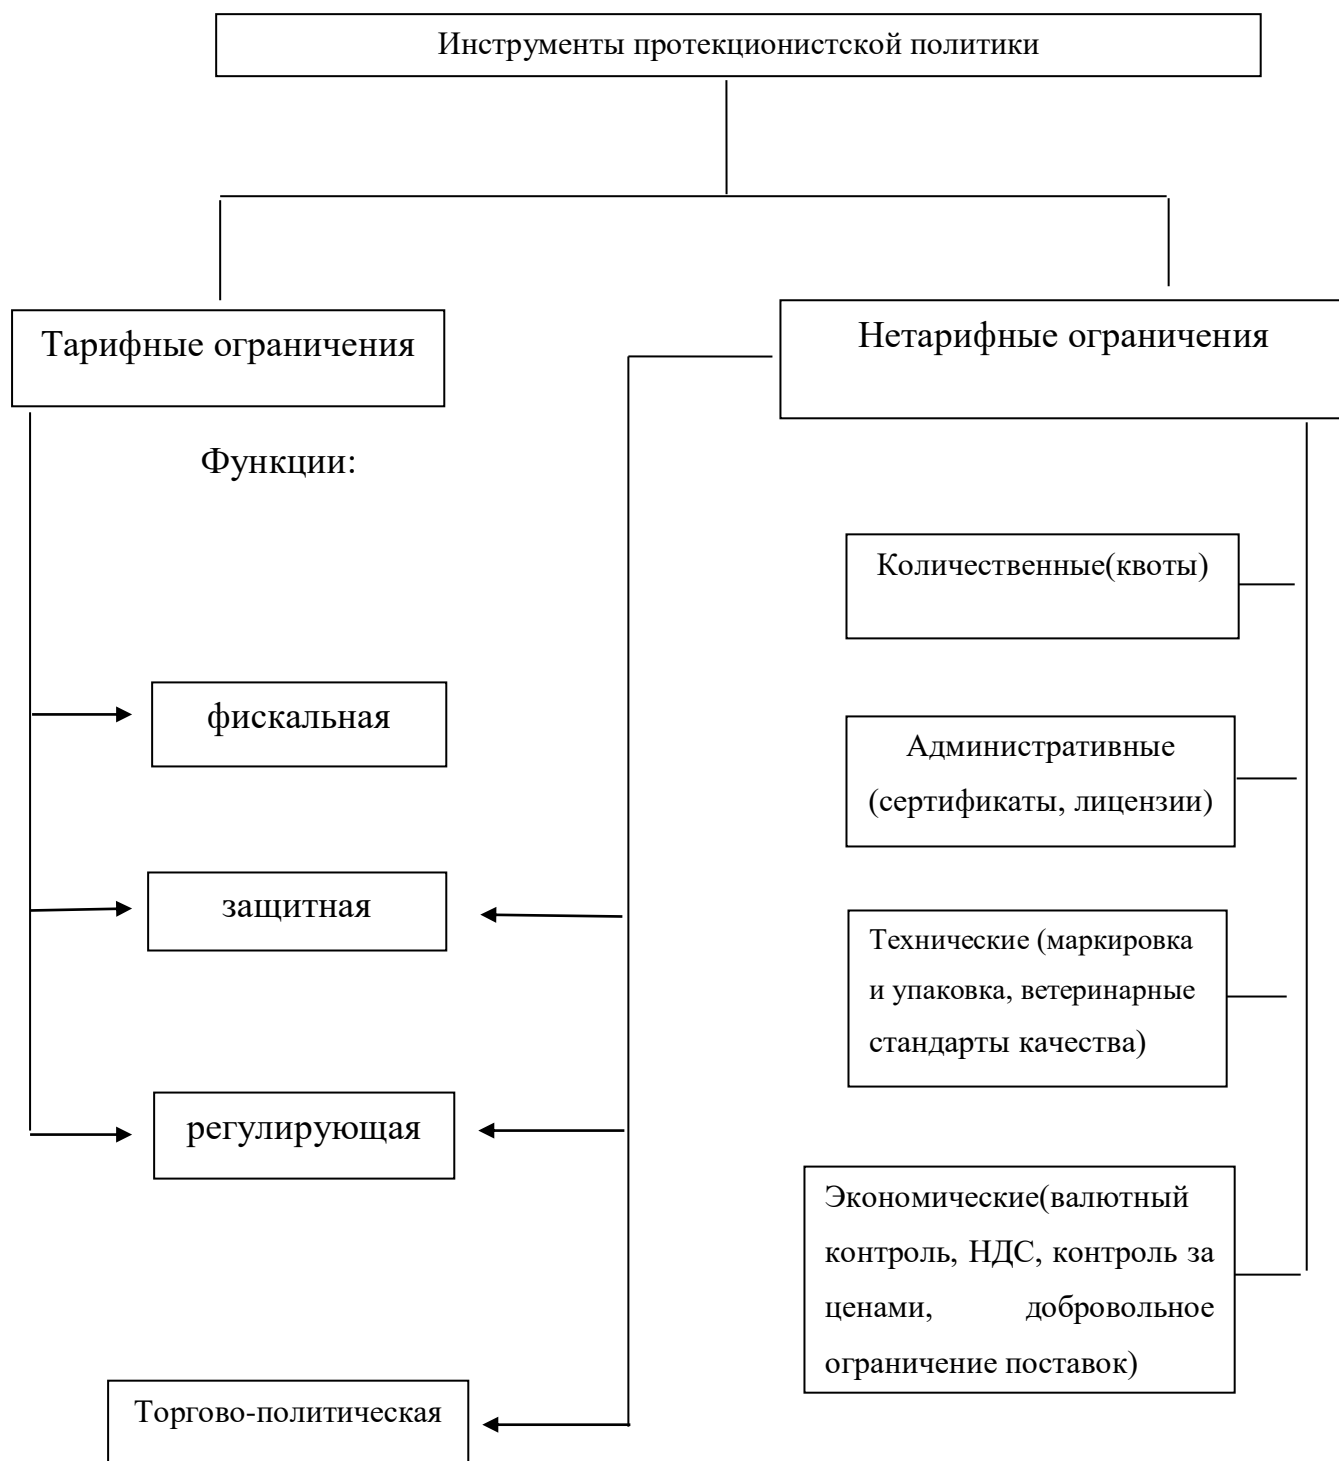 Инструменты протекционистской политики
Тарифные ограничения
Нетарифные ограничения
Функции:
Количественные(квоты)
фискальная
Административные
(сертификаты, лицензии)
защитная
Технические (маркировка
и упаковка, ветеринарные
стандарты качества)
регулирующая
Экономические(валютный
контроль, НДС, контроль за
ценами, добровольное
ограничение поставок)
Торгово-политическая